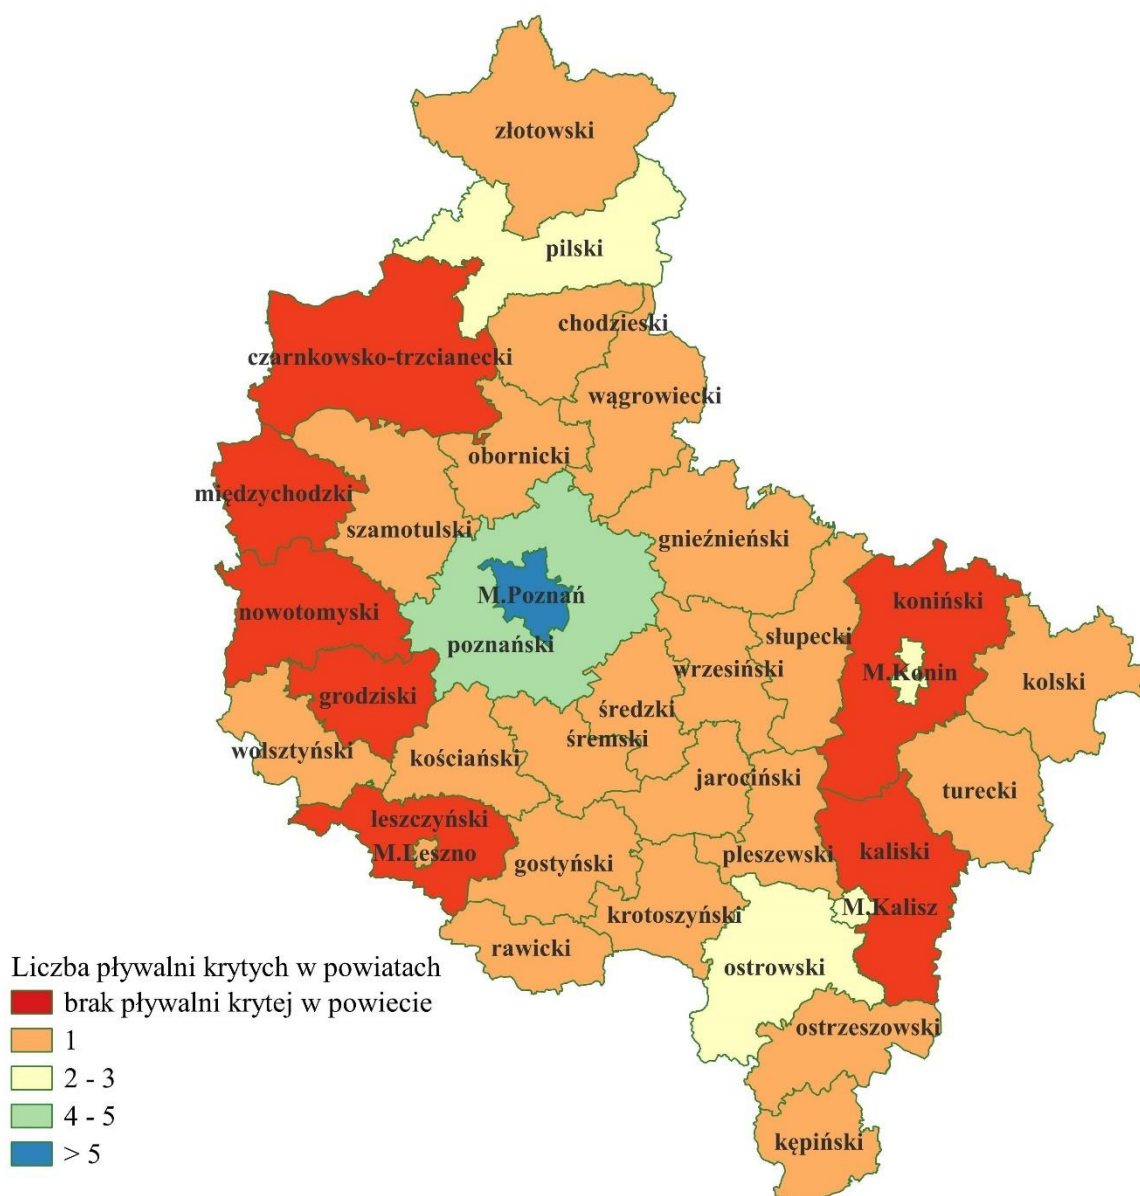 złotowski
pilski
chodzieski
czarnkowsko-trzcianecki
wągrowiecki
obornicki
międzychodzki
szamotulski
gnieźnieński
M.Poznań
nowotomyski
koniński
słupecki
poznański
wrzesiński
M.Konin
kolski
grodziski
średzki
śremski
wolsztyński
kościański
jarociński
turecki
leszczyński
M.Leszno
gostyński
pleszewski
kaliski
M.Kalisz
krotoszyński
rawicki
ostrowski
Liczba pływalni krytych w powiatach
brak pływalni krytej w powiecie
1
2 - 3
4 - 5
> 5
ostrzeszowski
kępiński